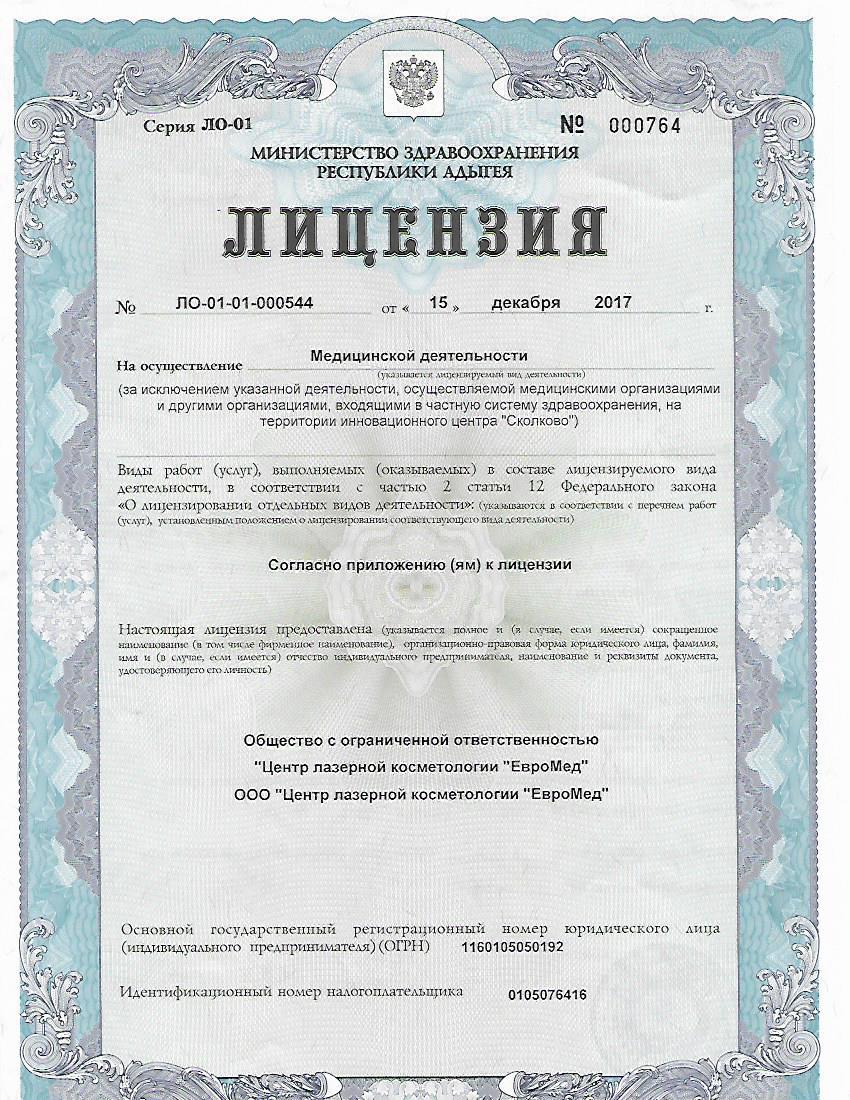 Серия ЛО-01
№ 000764
МИНИСТЕРСТВО ЗДРАВООХРАНЕНИЯ
РЕСПУБЛИКИ АДЫГЕЯ
ЛИЦЕНЗИЯ
№ ЛО-01-01-000544 от « 15 » декабря 2017 г.
На осуществление Медицинской деятельности
(указывается лицензируемый вид деятельности)
(за исключением указанной деятельности, осуществляемой медицинскими организациями
и другими организациями, входящими в частную систему здравоохранения, на
территории инновационного центра "Сколково")
Виды работ (услуг), выполняемых (оказываемых) в составе лицензируемого вида
деятельности, в соответствии с частью 2 статьи 12 Федерального закона
«О лицензировании отдельных видов деятельности»: (указываются в соответствии с перечнем работ
(услуг), установленным положением о лицензировании соответствующего вида деятельности)
Согласно приложению (ям) к лицензии
Настоящая лицензия предоставлена (указывается полное и (в случае, если имеется) сокращенное
наименование (в том числе фирменное наименование), организационно-правовая форма юридического лица, фамилия,
имя и (в случае, если имеется) отчество индивидуального предпринимателя, наименование и реквизиты документа,
удостоверяющего его личность)
Общество с ограниченной ответственностью
"Центр лазерной косметологии "ЕвроМед"
ООО "Центр лазерной косметологии "ЕвроМед"
Основной государственный регистрационный номер юридического лица
(индивидуального предпринимателя) (ОГРН) 1160105050192
Идентификационный номер налогоплательщика 0105076416